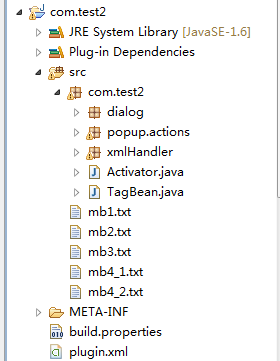 com.test2
JRE System Library [JavaSE-1.6]
Plug-in Dependencies
src
com.test2
dialog
popup.actions
xmlHandler
Activator.java
TagBean.java
mb1.txt
mb2.txt
mb3.txt
mb4_1.txt
mb4_2.txt
META-INF
build.properties
plugin.xml